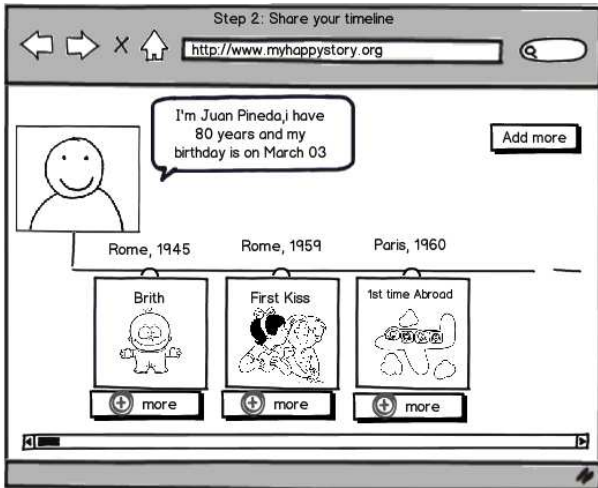 Step 2: Share your timeline
http://www.myhappystory.org
I'm Juan Pineda,i have
80 years and my
birthday is on March 03
Add more
Rome, 1945
Rome, 1959
Paris, 1960
Brith
First Kiss
1st time Abroad
more
more
more